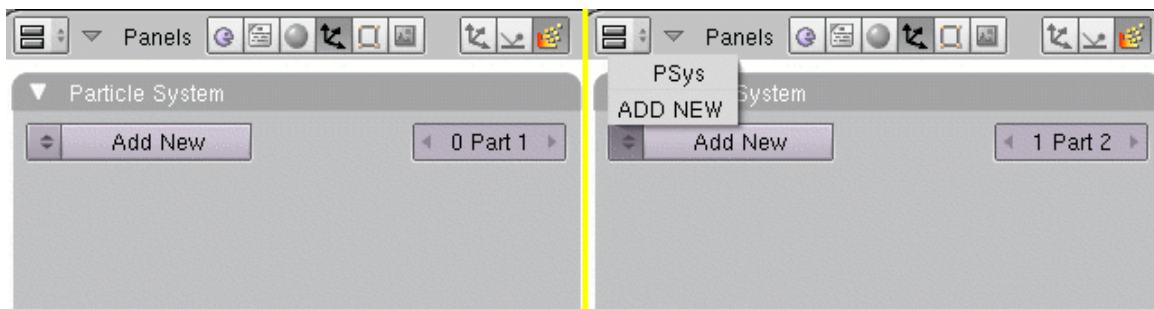 Panels
Particle System
Add New
0 Part 1
Panels
PSys
ADD NEW
System
Add New
1 Part 2